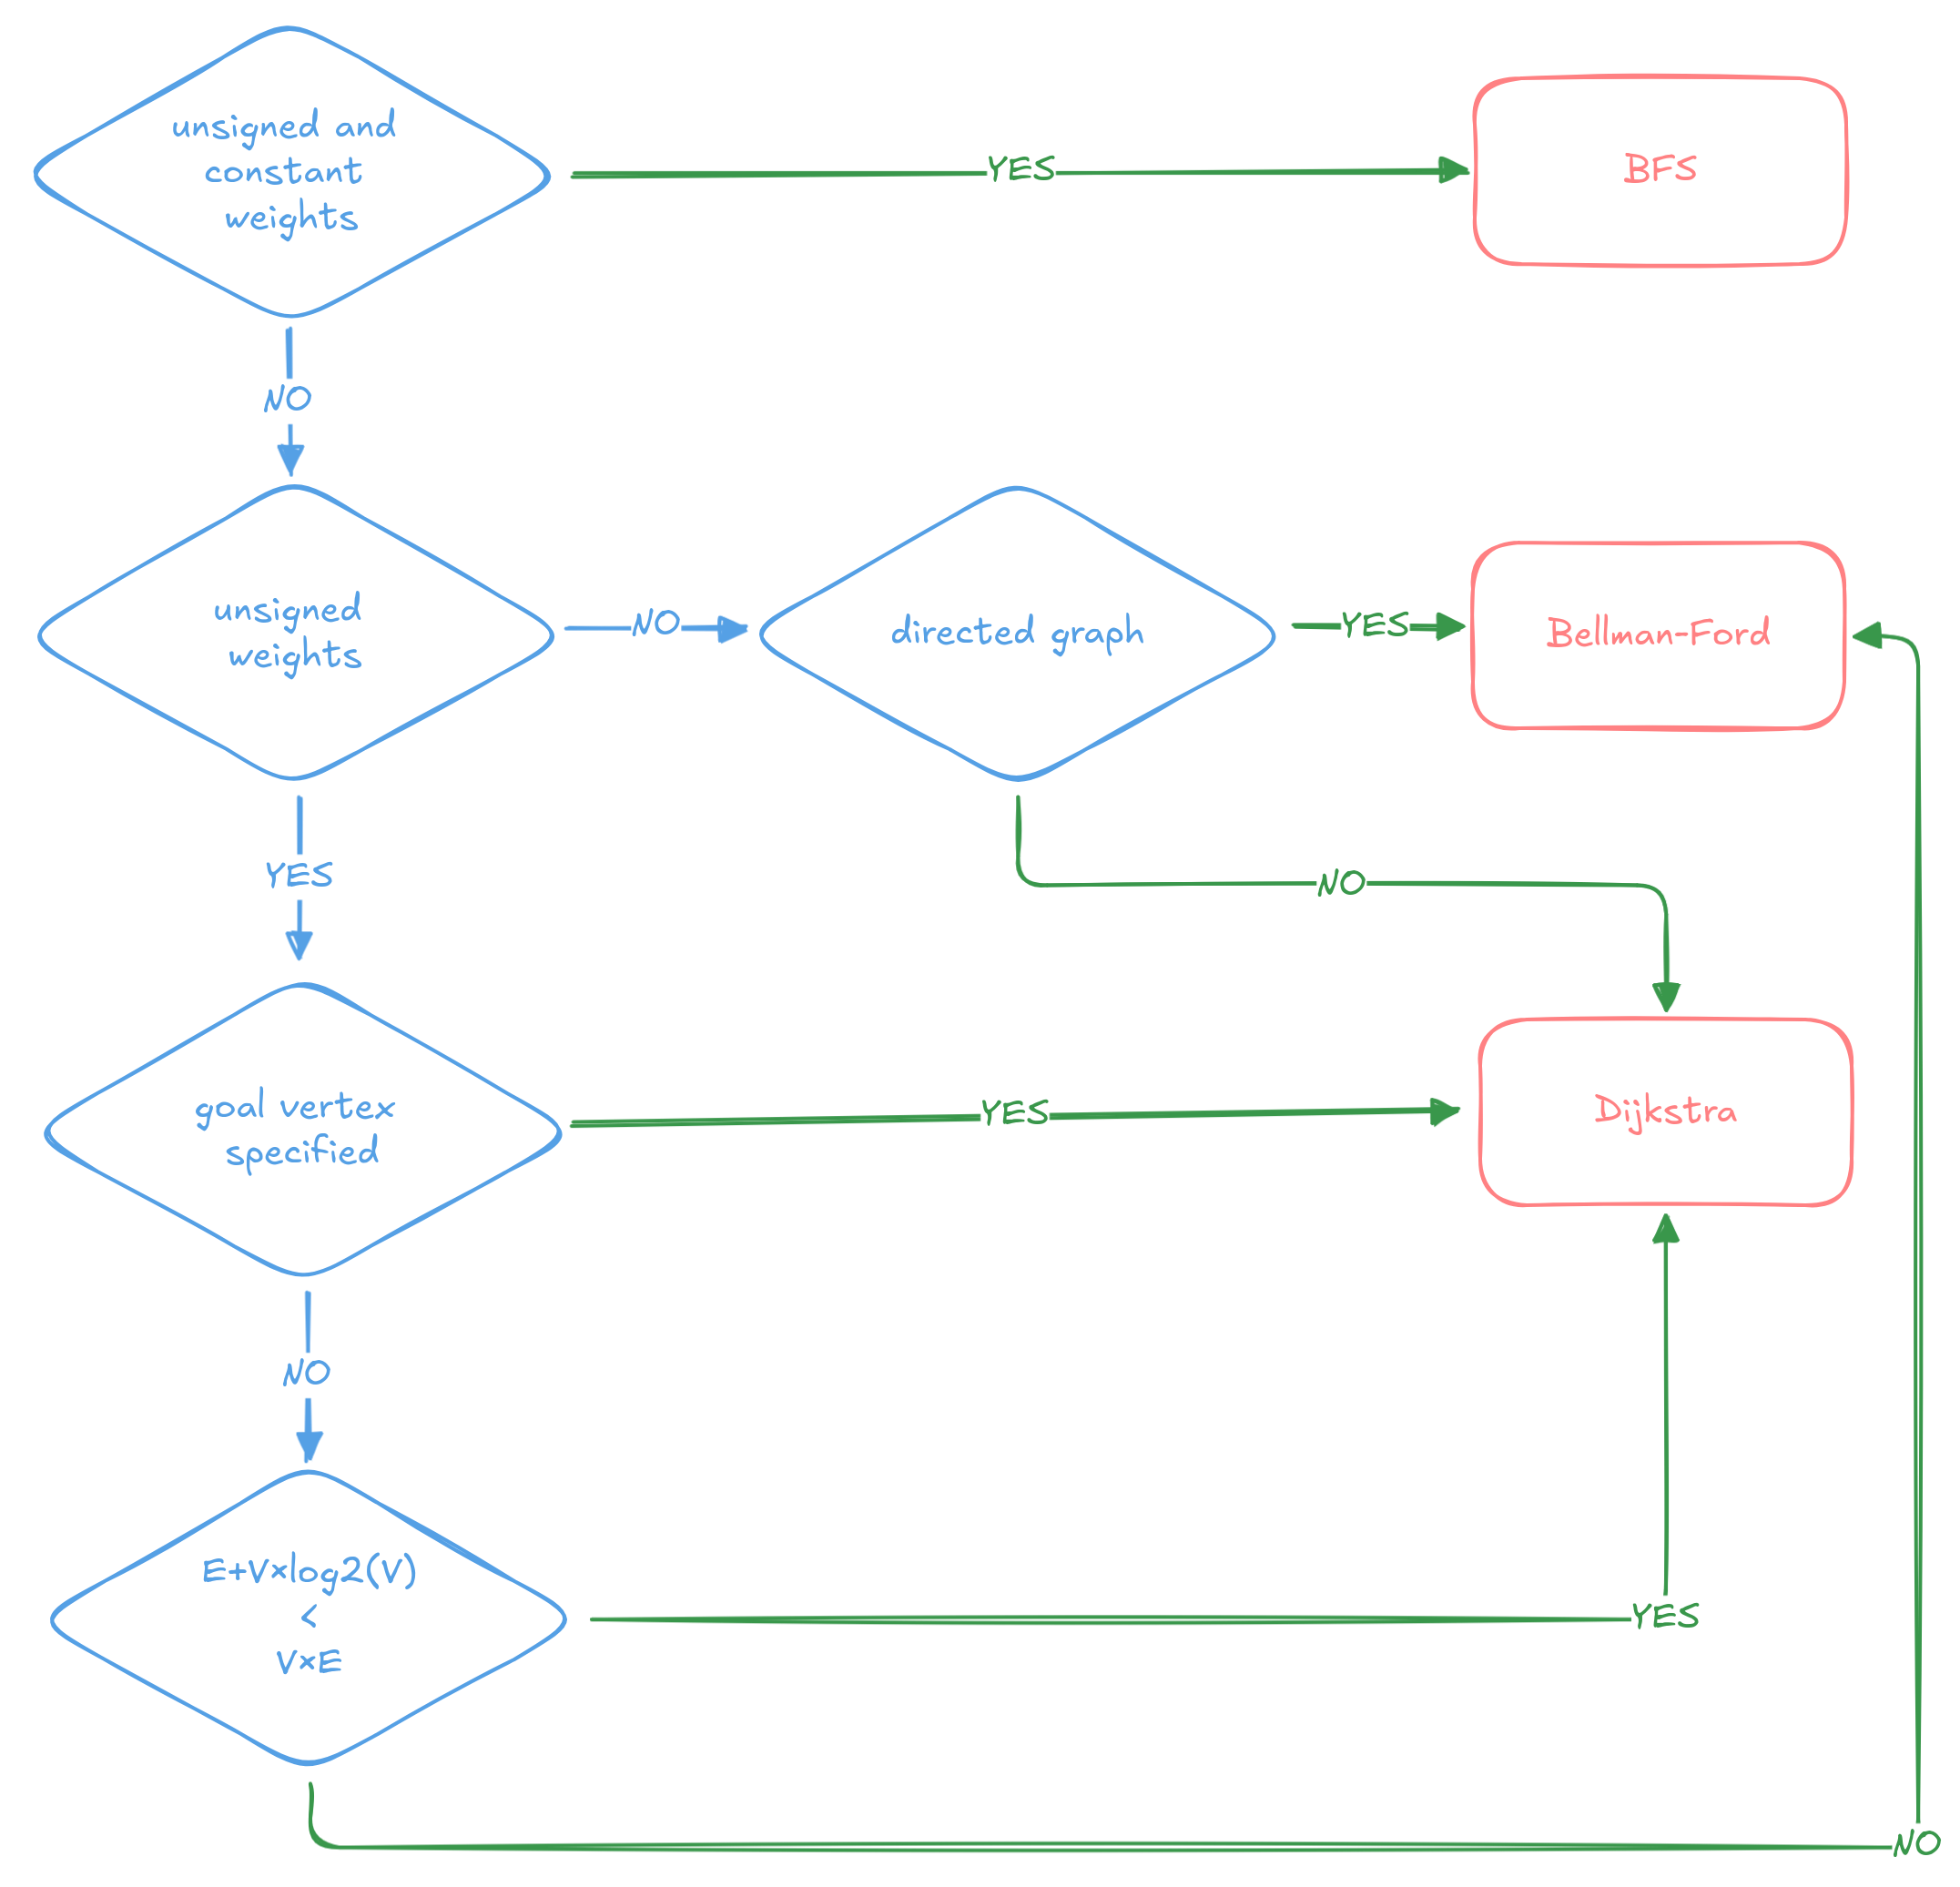 unsigned and
constant
weights
YES
BFS
NO
unsigned
weights
NO
directed graph
YES
Bellman-Ford
YES
NO
goal vertex
specified
YES
Dijkstra
NO
E+V×log2(V)
<
V×E
YES
NO